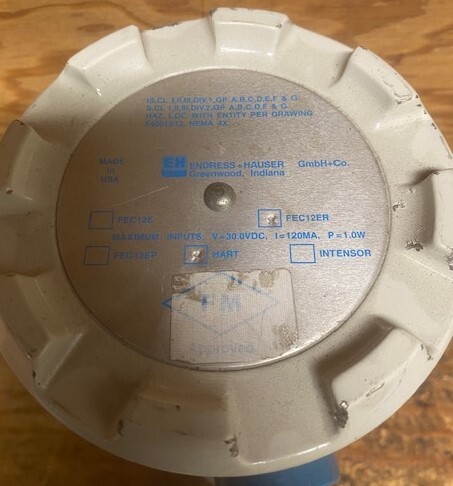 IS,CL I,II,III,DIV.1,GP A,B,C,D,E,F & G.
S,CL I,II,III,DIV.2,GP A,B,C,D,F & G
HAZ. LOC. WITH ENTITY PER DRAWING
NEMA 4X.
MADE
IN
USA
EH ENDRESS+HAUSER GmbH+Co.
Greenwood, Indiana
FEC12E FEC12ER
MAXIMUM INPUTS V=30.0VDC, I=120MA, P=1.0W
FEC12EP HART INTENSOR
FM
Approved